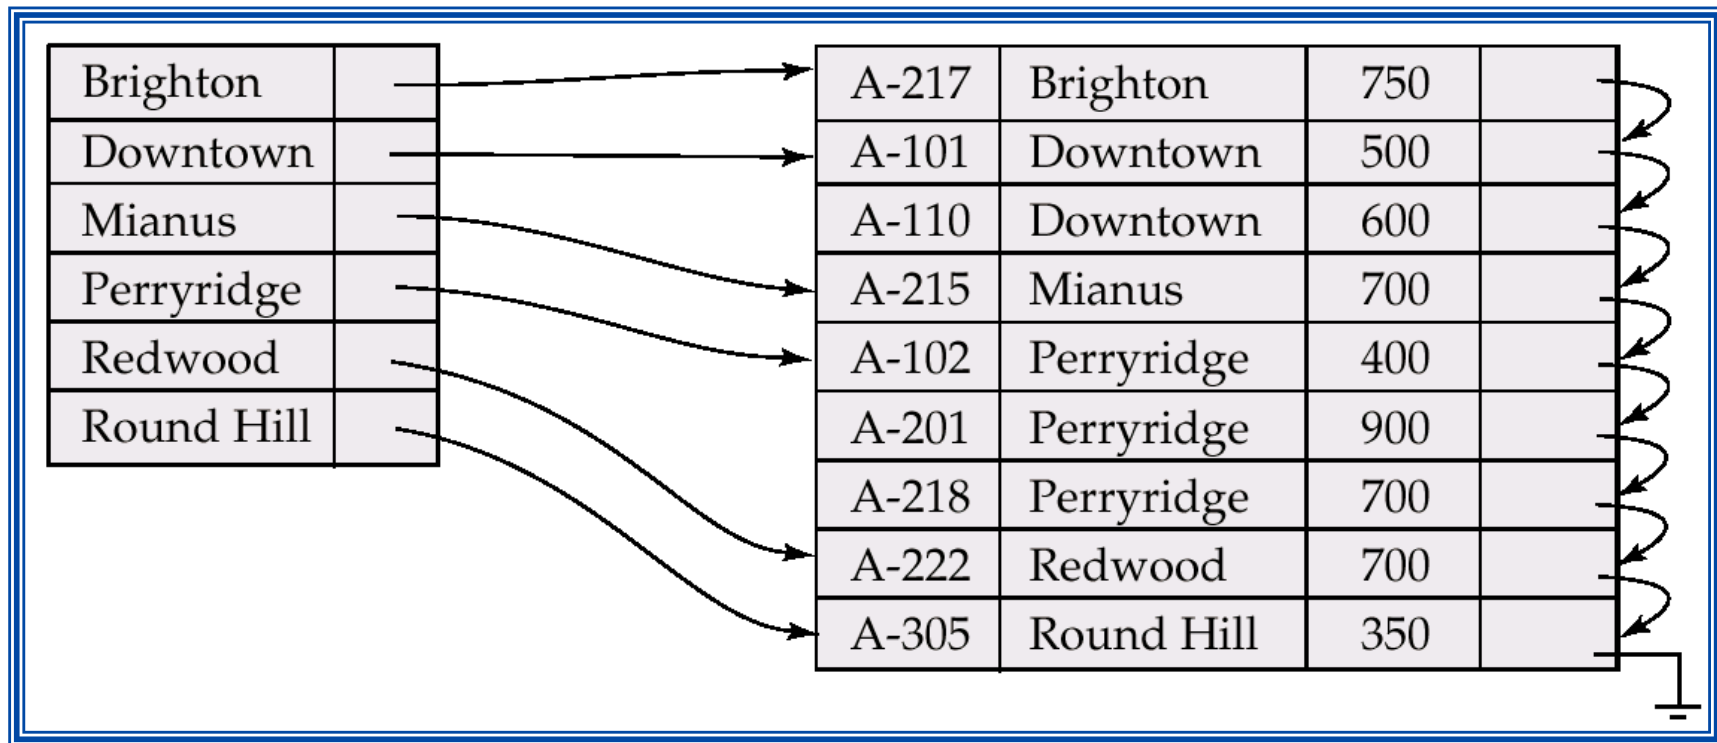 Brighton
Downtown
Mianus
Perryridge
Redwood
Round Hill
A-217 Brighton 750
A-101 Downtown 500
A-110 Downtown 600
A-215 Mianus 700
A-102 Perryridge 400
A-201 Perryridge 900
A-218 Perryridge 700
A-222 Redwood 700
A-305 Round Hill 350